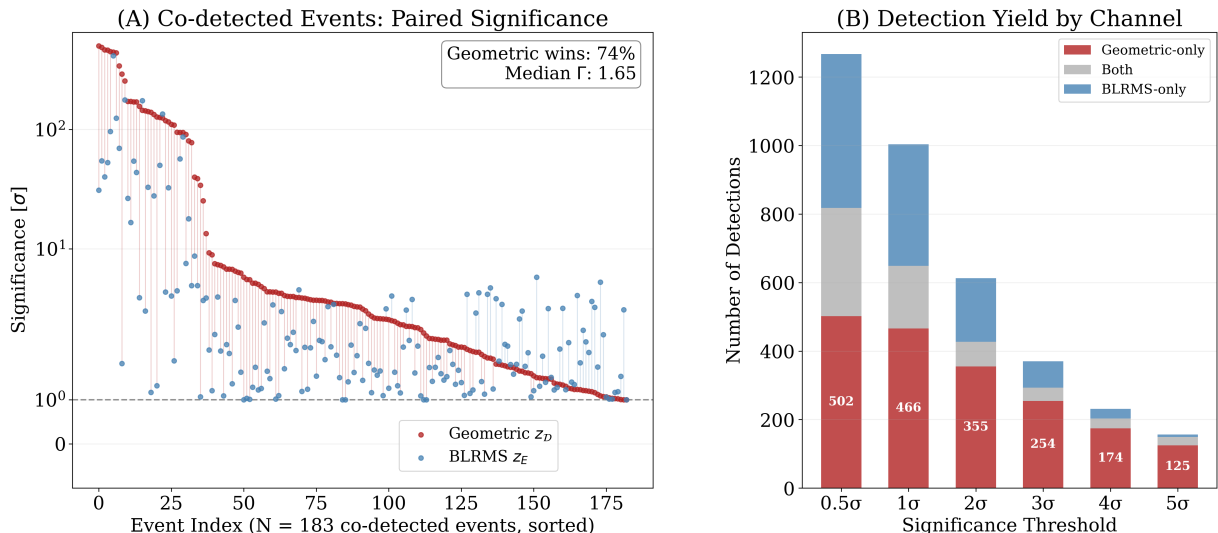 (A) Co-detected Events: Paired Significance
Geometric wins: 74%
Median Γ: 1.65
Significance [σ]
10²
10¹
10⁰
0
Geometric z_𝒟
BLRMS z_E
0 25 50 75 100 125 150 175
Event Index (N = 183 co-detected events, sorted)
(B) Detection Yield by Channel
Geometric-only
Both
BLRMS-only
Number of Detections
1200
1000
800
600
400
200
0
502
466
355
254
174
125
0.5σ 1σ 2σ 3σ 4σ 5σ
Significance Threshold